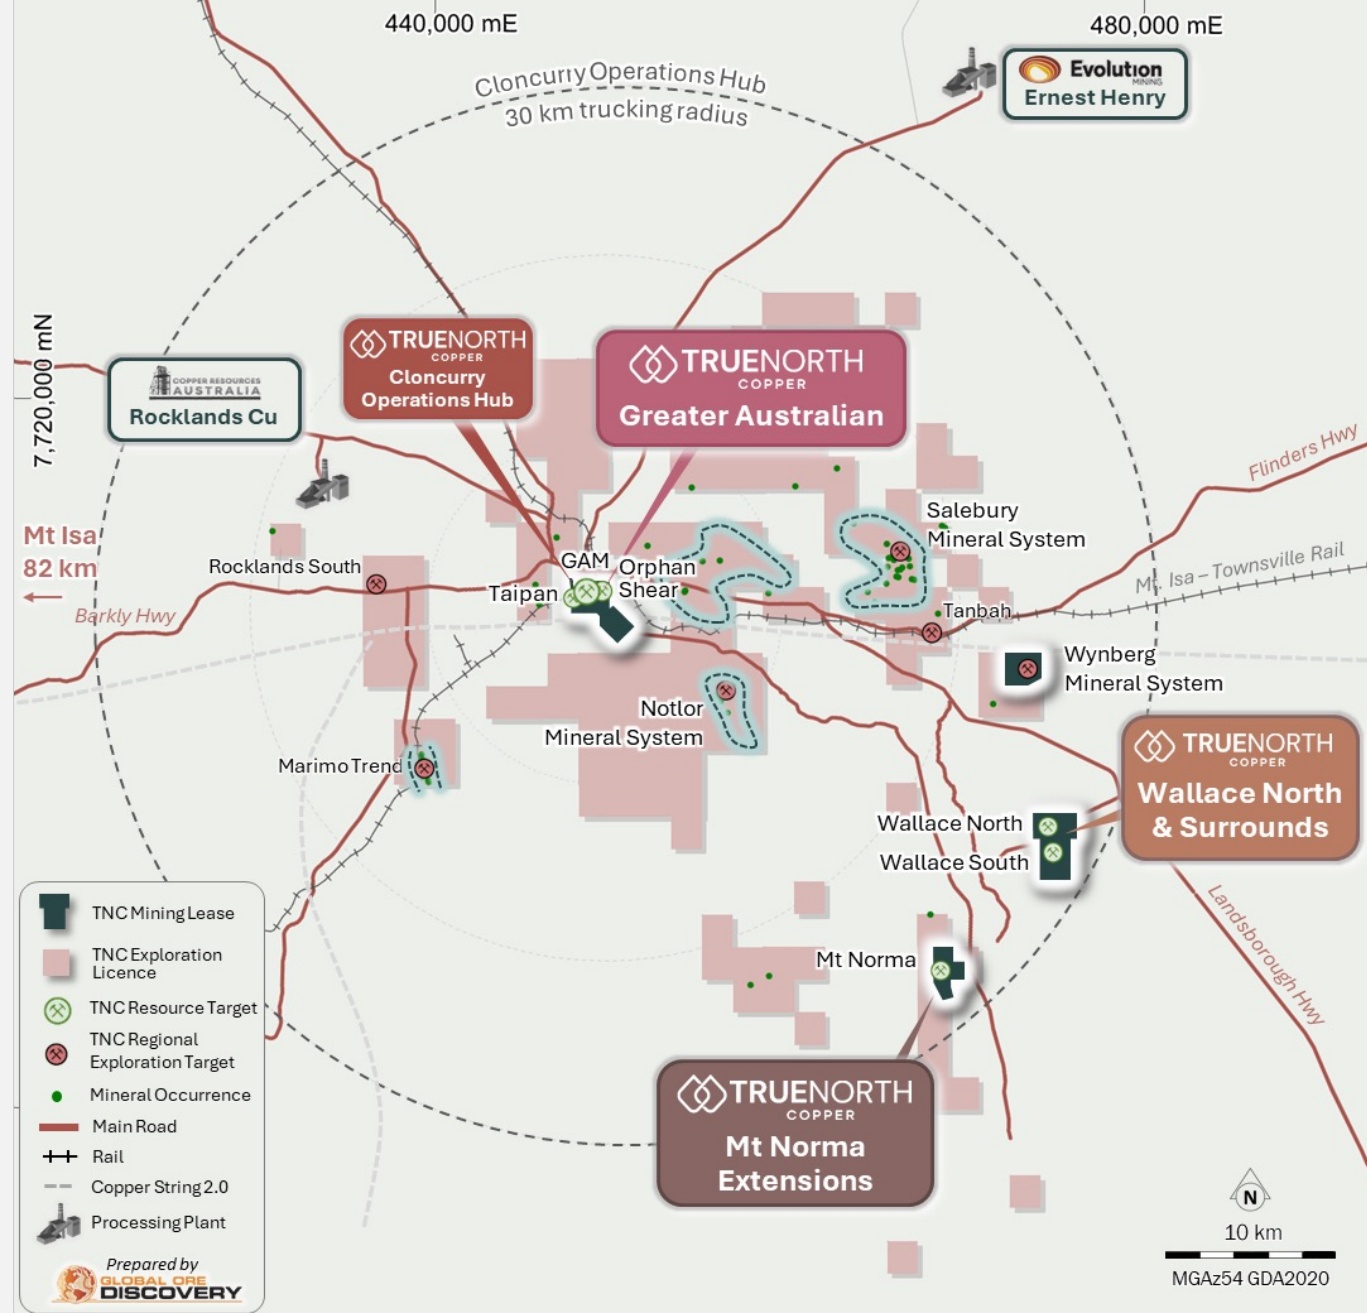 440,000 mE
480,000 mE
Cloncurry Operations Hub
30 km trucking radius
Evolution
MINING
Ernest Henry
7,720,000 mN
COPPER RESOURCES
AUSTRALIA
Rocklands Cu
TRUENORTH
COPPER
Cloncurry
Operations Hub
TRUENORTH
COPPER
Greater Australian
Flinders Hwy
Mt Isa
82 km
Barkly Hwy
Rocklands South
Taipan
GAM
Orphan
Shear
Salebury
Mineral System
Mt. Isa – Townsville Rail
Tanbah
Wynberg
Mineral System
Notlor
Mineral System
Marimo Trend
TRUENORTH
COPPER
Wallace North
& Surrounds
Wallace North
Wallace South
Landsborough Hwy
Mt Norma
TRUENORTH
COPPER
Mt Norma
Extensions
TNC Mining Lease
TNC Exploration
Licence
TNC Resource Target
TNC Regional
Exploration Target
Mineral Occurrence
Main Road
Rail
Copper String 2.0
Processing Plant
Prepared by
GLOBAL ORE
DISCOVERY
N
10 km
MGAz54 GDA2020